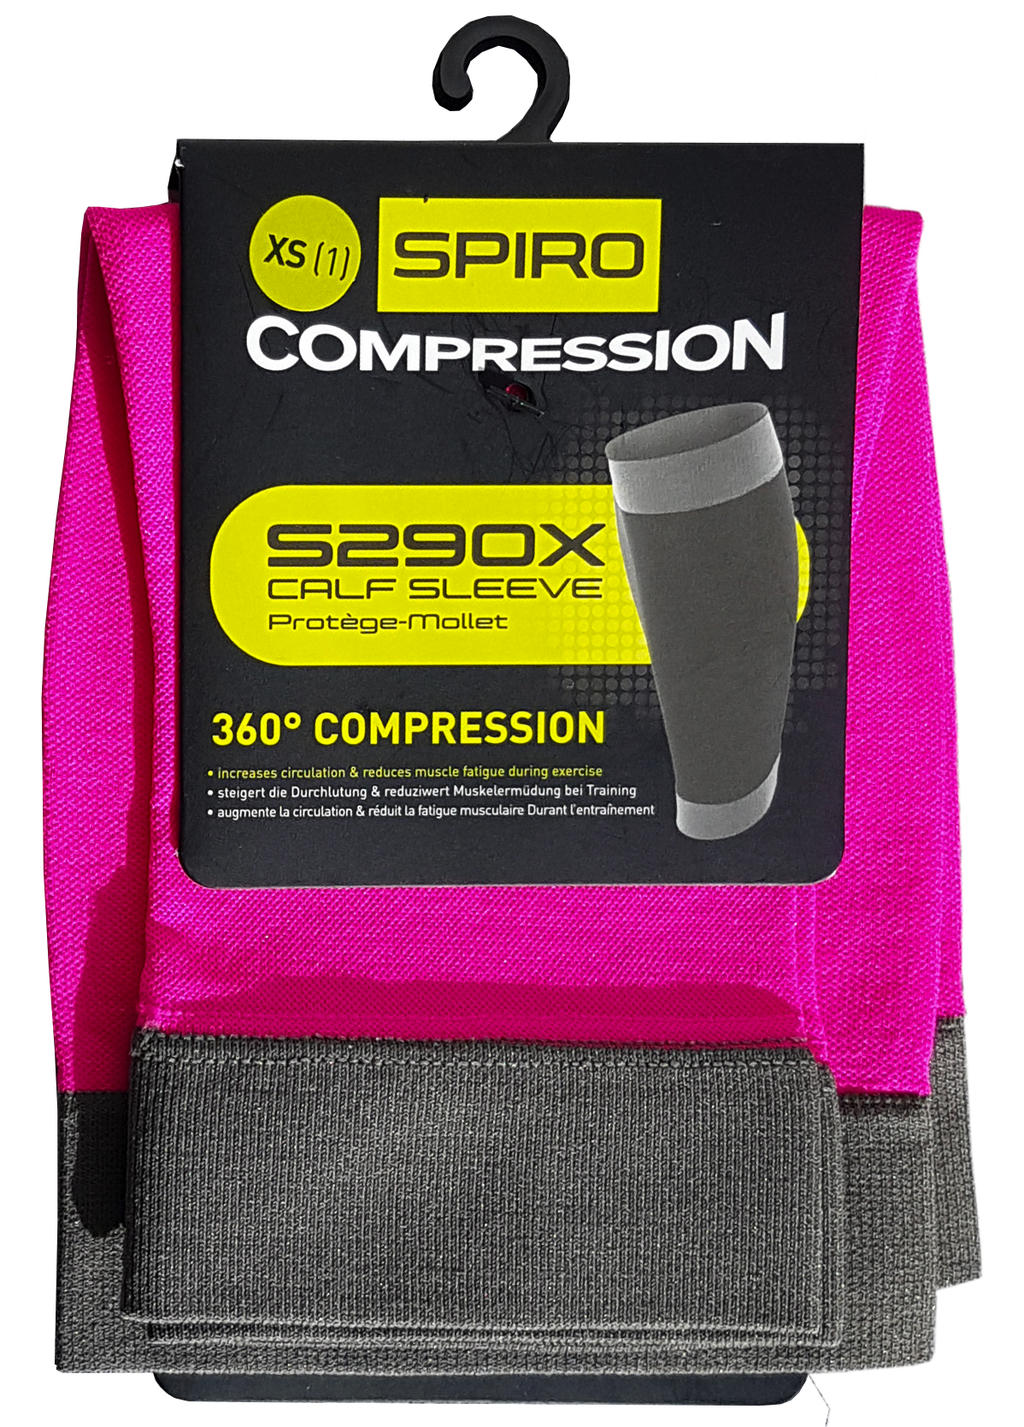 XS (1)
SPIRO
COMPRESSION
S290X
CALF SLEEVE
Protège-Mollet
360° COMPRESSION
• increases circulation & reduces muscle fatigue during exercise
• steigert die Durchlutung & reduziwert Muskelermüdung bei Training
• augmente la circulation & réduit la fatigue musculaire Durant l'entraînement